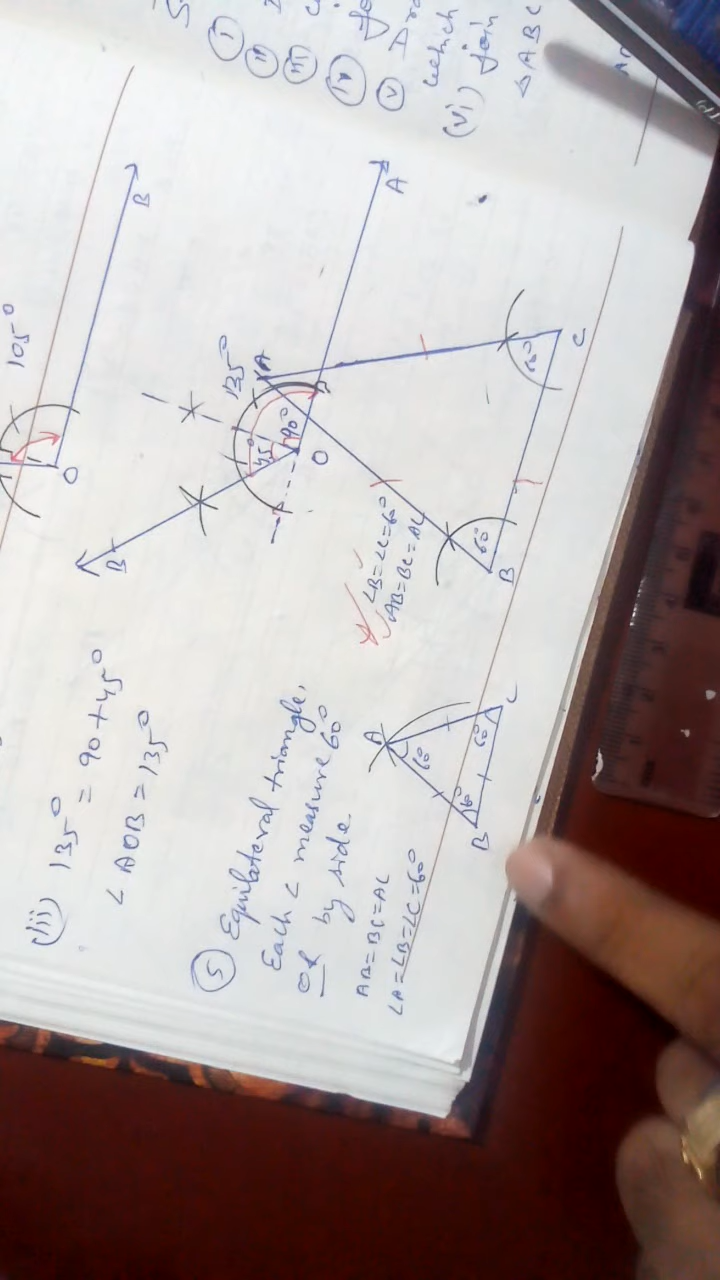 105°
B
O
(iii) 135°
= 90 + 45°
∠AOB = 135°
B
135°
A
45°
90°
O
A
(5) Equilateral triangle,
Each ∠ measure 60°
or by side
AB = BC = AC
∠A = ∠B = ∠C = 60°
A
60°
60°
60°
B
C
∠B = ∠C = 60°
AB = BC = AC
60°
60°
B
C
(i)
(ii)
(iii)
(iv)
(v)
which
(vi) join
△ABC